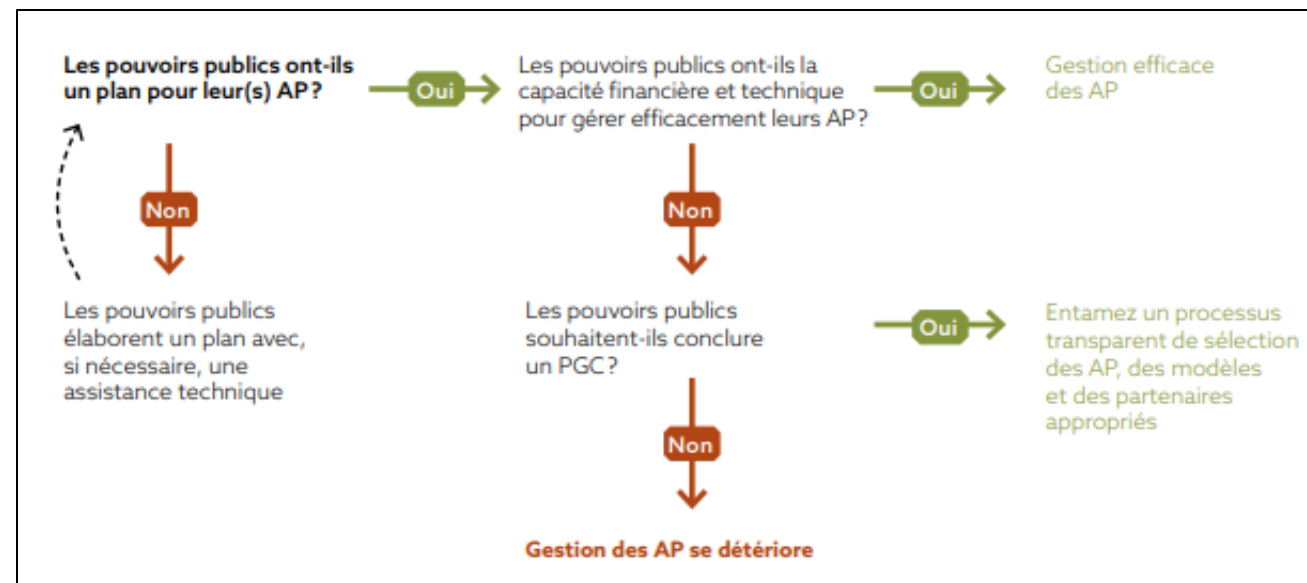 Les pouvoirs publics ont-ils
un plan pour leur(s) AP ?
Oui
Les pouvoirs publics ont-ils la
capacité financière et technique
pour gérer efficacement leurs AP ?
Oui
Gestion efficace
des AP
Non
Non
Les pouvoirs publics
élaborent un plan avec,
si nécessaire, une
assistance technique
Les pouvoirs publics
souhaitent-ils conclure
un PGC ?
Oui
Entamez un processus
transparent de sélection
des AP, des modèles
et des partenaires
appropriés
Non
Gestion des AP se détériore